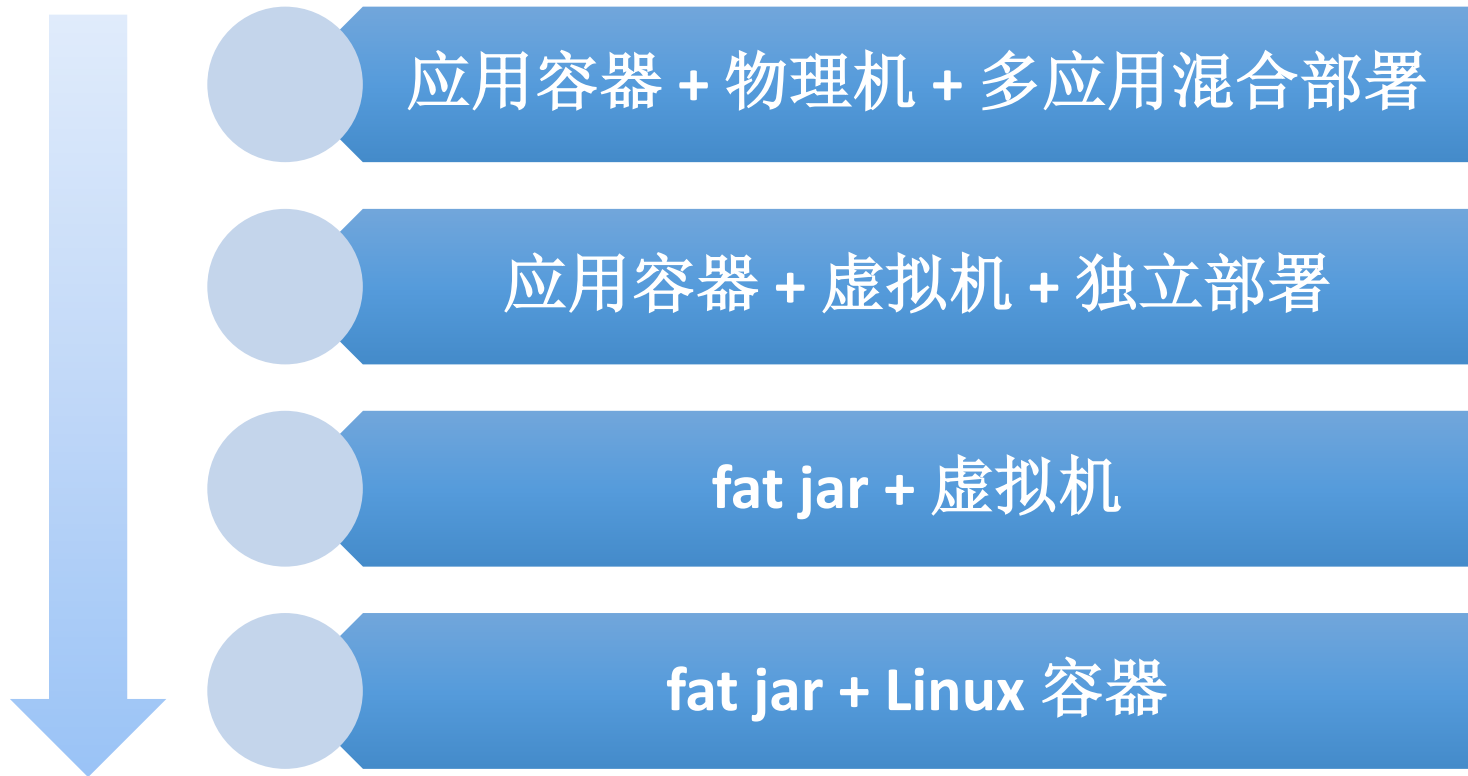 应用容器 + 物理机 + 多应用混合部署
应用容器 + 虚拟机 + 独立部署
fat jar + 虚拟机
fat jar + Linux 容器